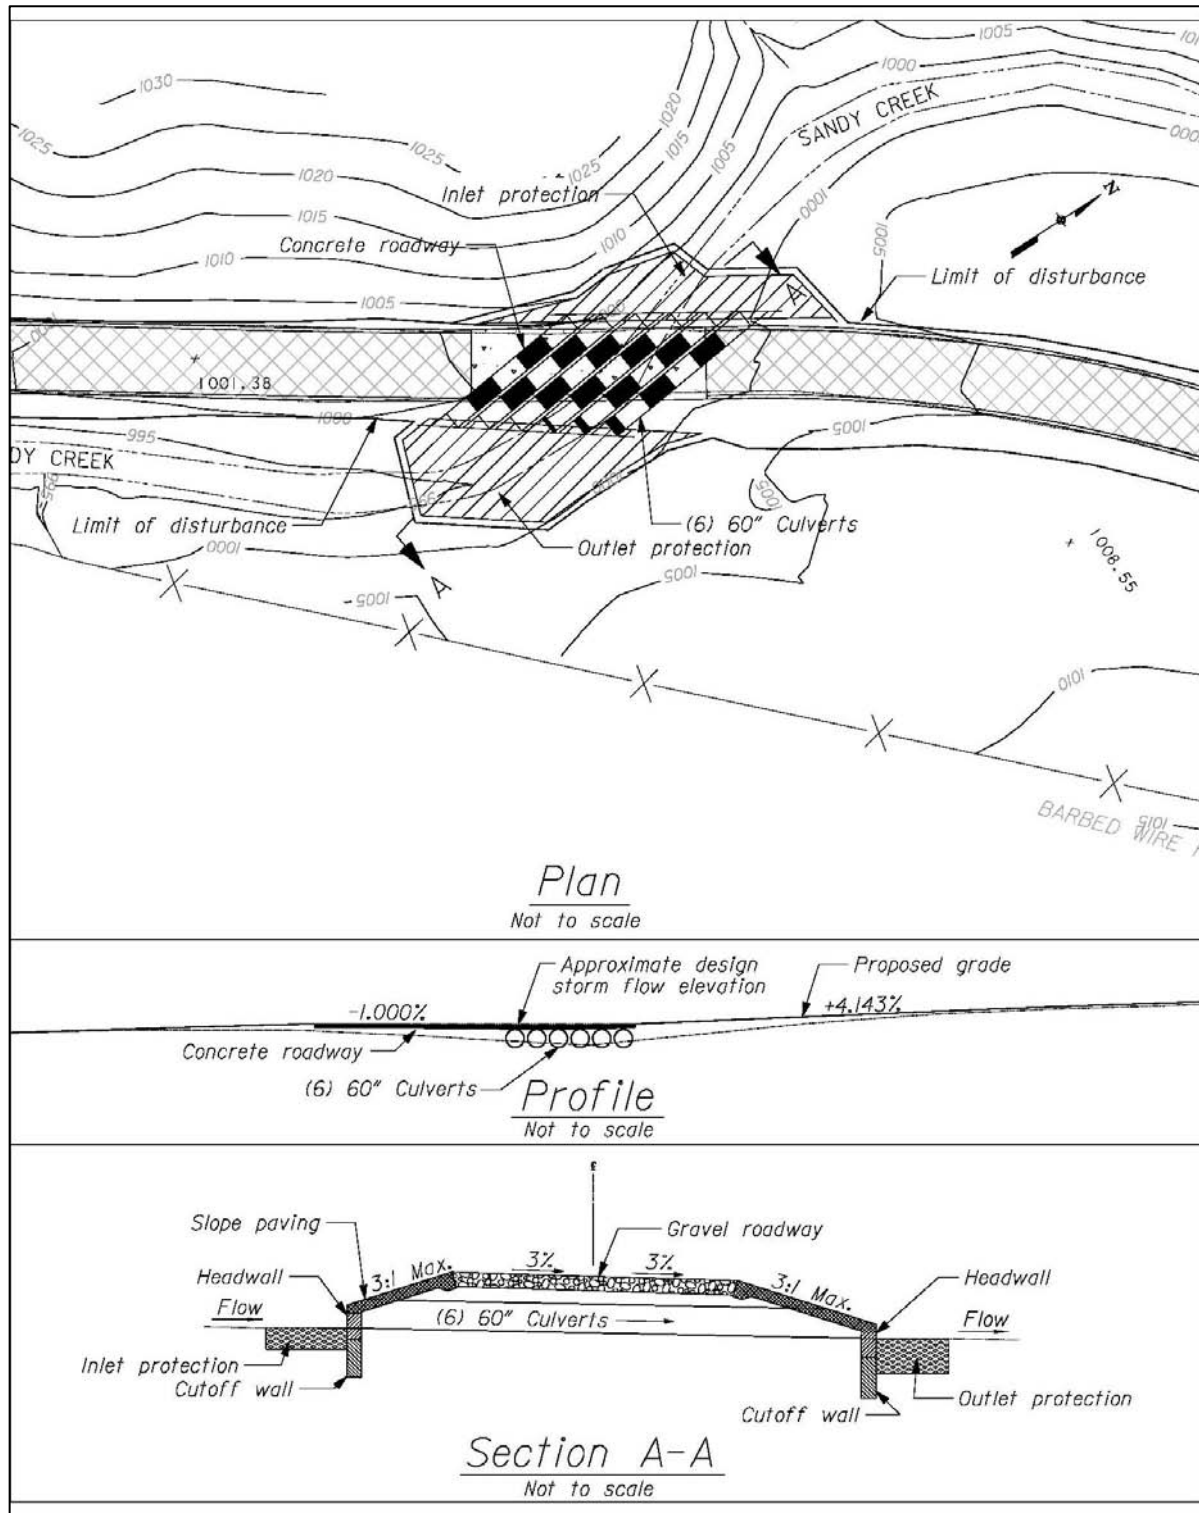 1030
1025
1025
1020
1015
1010
1005
1020
1015
1005
1010
1005
1000
SANDY CREEK
0001
Inlet protection
Concrete roadway
1005
Limit of disturbance
A
1001.38
1000
995
DY CREEK
995
Limit of disturbance
0001
(6) 60" Culverts
Outlet protection
A
1005
1005
1005
1005
1008.55
1010
1015
BARBED WIRE
N
Plan
Not to scale
Approximate design
storm flow elevation
Proposed grade
-1.000%
+4.143%
Concrete roadway
(6) 60" Culverts
Profile
Not to scale
Slope paving
Gravel roadway
Headwall
3:1 Max.
3%
3%
3:1 Max.
Headwall
Flow
(6) 60" Culverts
Flow
Inlet protection
Cutoff wall
Outlet protection
Cutoff wall
Section A-A
Not to scale